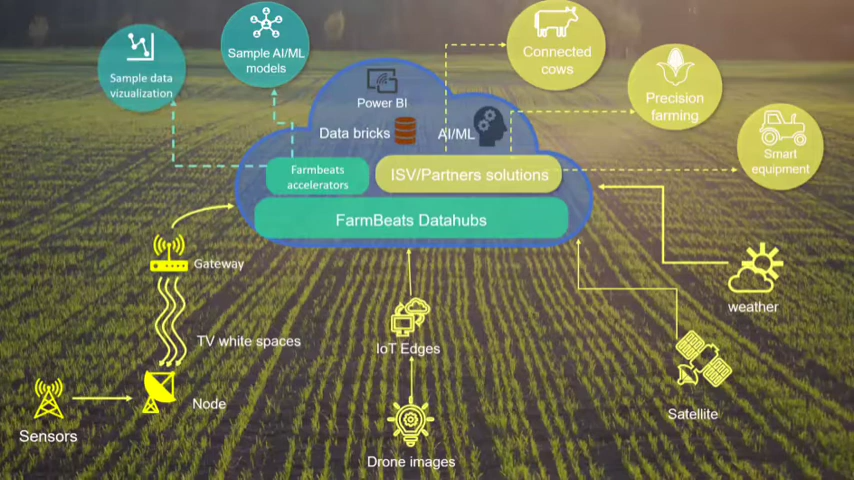 Sample data
vizualization
Sample AI/ML
models
Connected
cows
Precision
farming
Smart
equipment
Power BI
Data bricks
AI/ML
Farmbeats
accelerators
ISV/Partners solutions
FarmBeats Datahubs
Gateway
TV white spaces
Node
Sensors
IoT Edges
Drone images
weather
Satellite